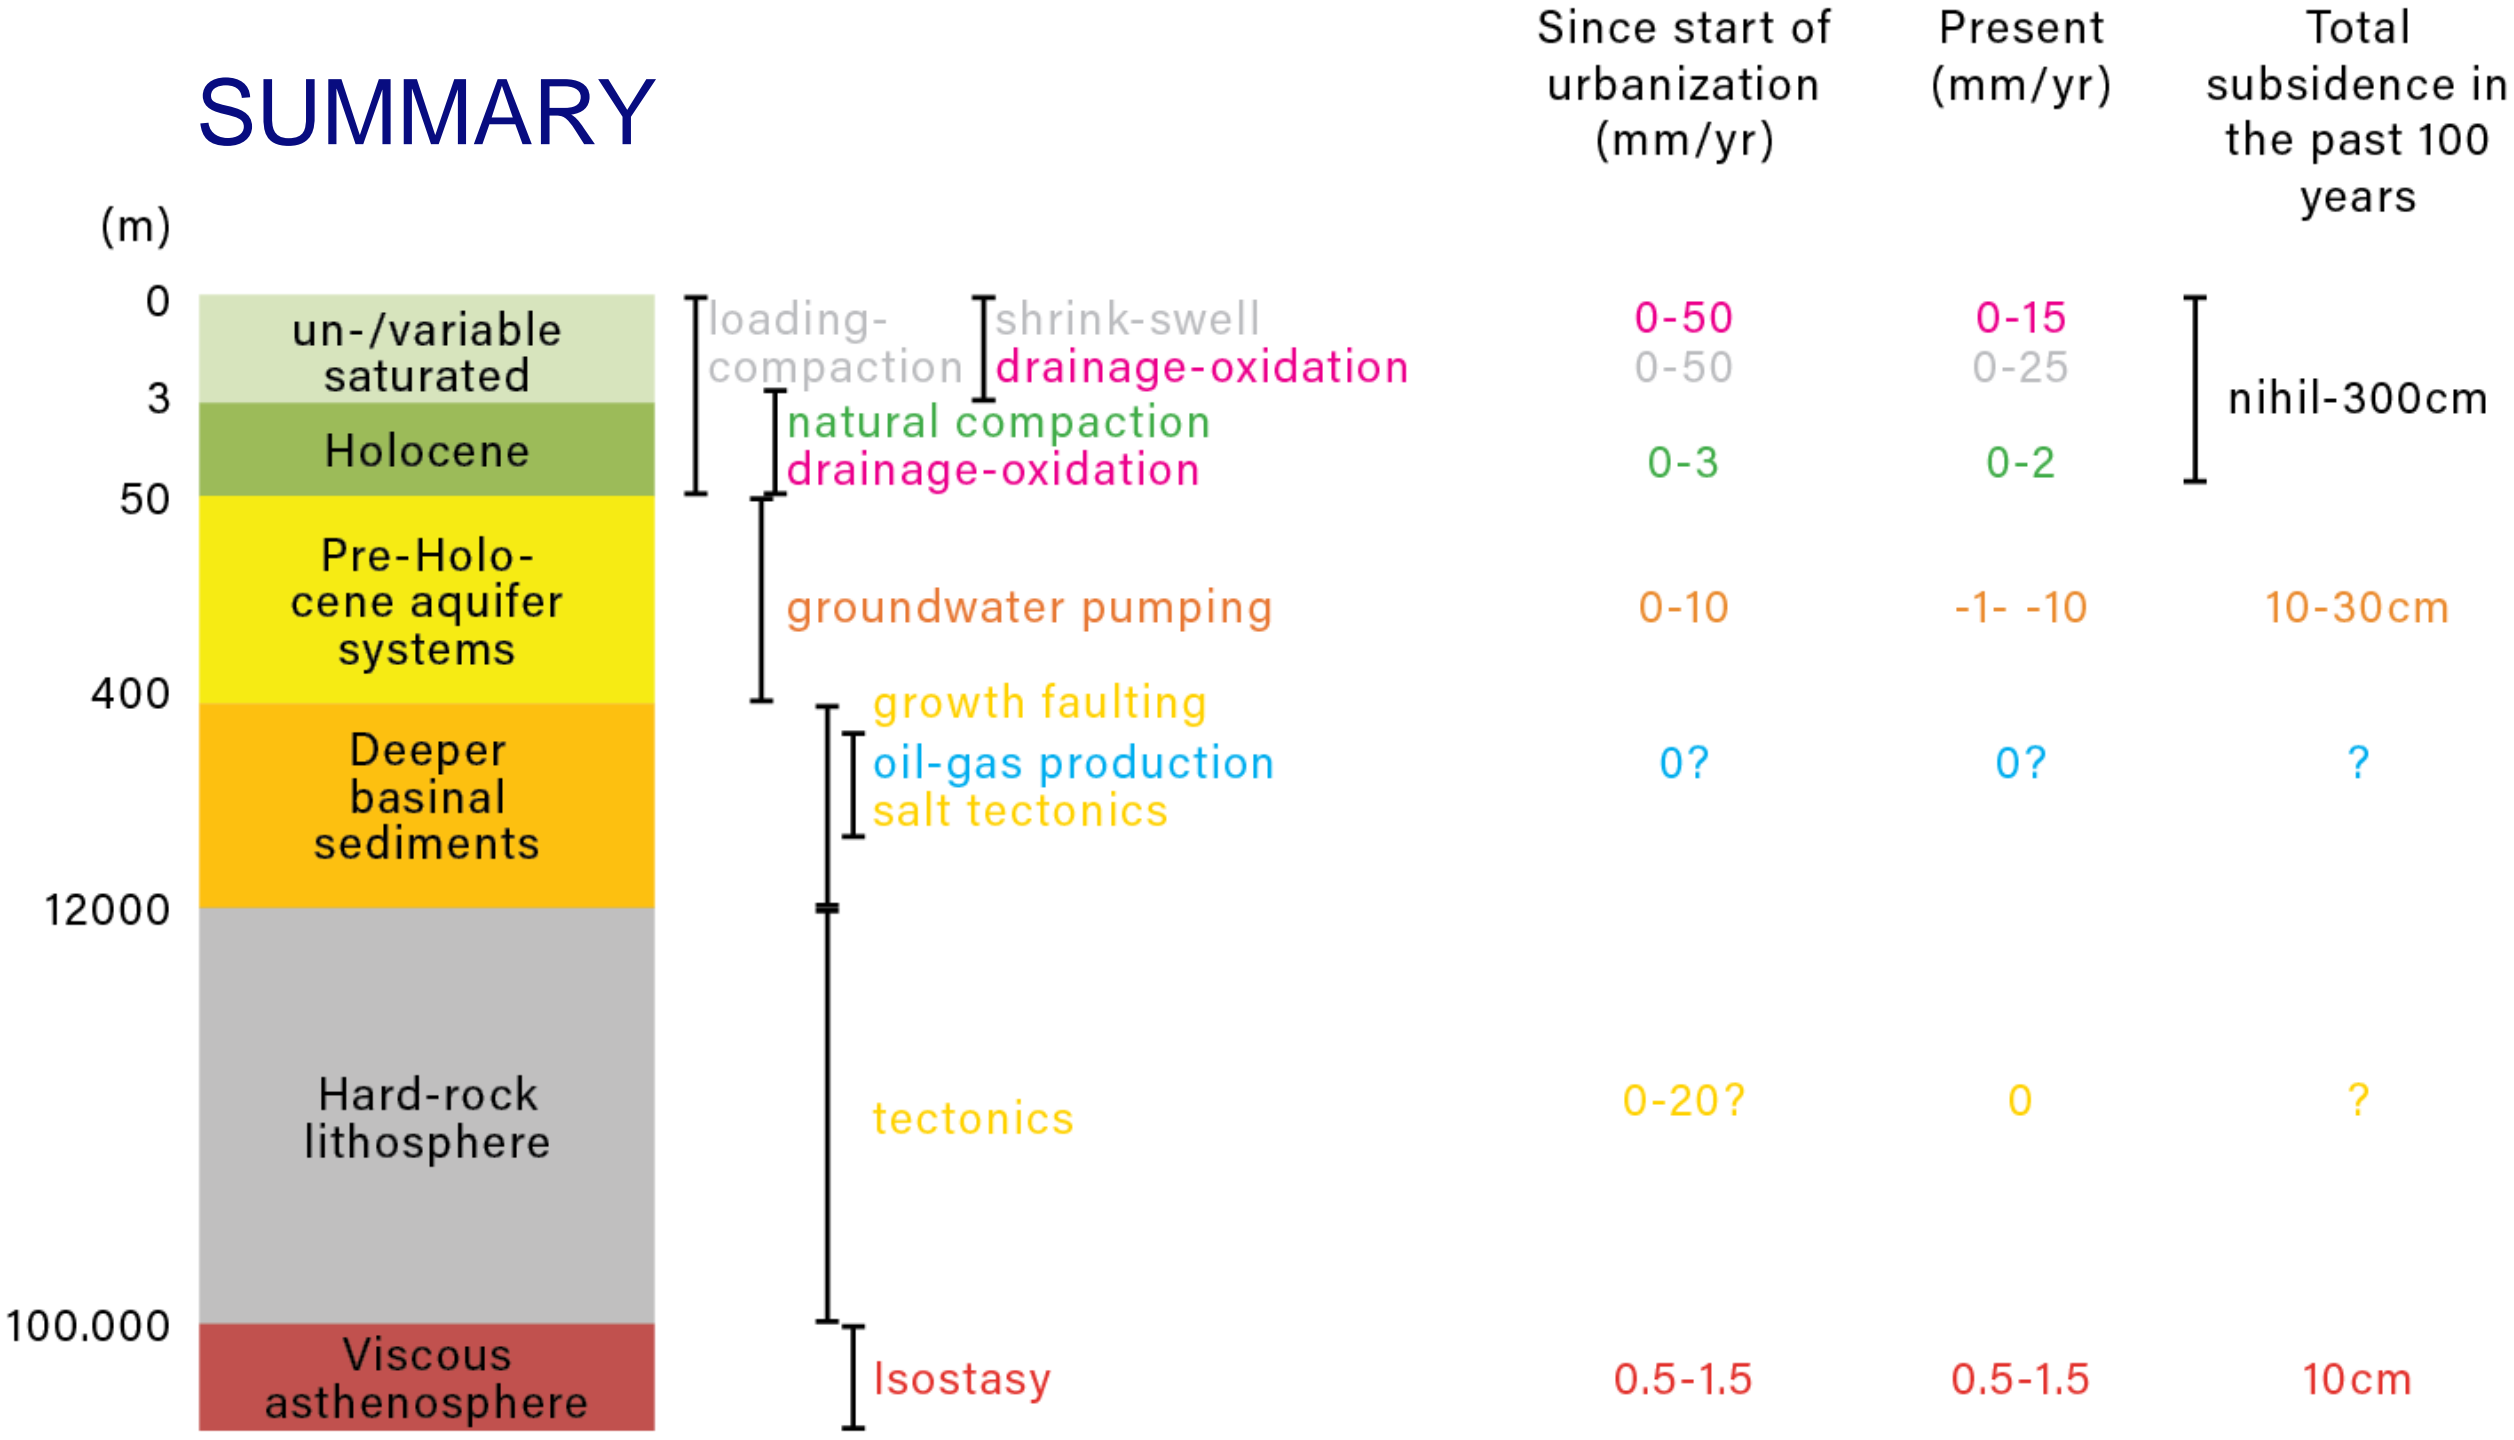 SUMMARY
Since start of
urbanization
(mm/yr)
Present
(mm/yr)
Total
subsidence in
the past 100
years
(m)
0
3
50
400
12000
100.000
un-/variable
saturated
Holocene
Pre-Holo-
cene aquifer
systems
Deeper
basinal
sediments
Hard-rock
lithosphere
Viscous
asthenosphere
loading-
compaction
shrink-swell
drainage-oxidation
natural compaction
drainage-oxidation
groundwater pumping
growth faulting
oil-gas production
salt tectonics
tectonics
Isostasy
0-50
0-50
0-3
0-10
0?
0-20?
0.5-1.5
0-15
0-25
0-2
-1- -10
0?
0
0.5-1.5
nihil-300cm
10-30cm
?
?
10cm